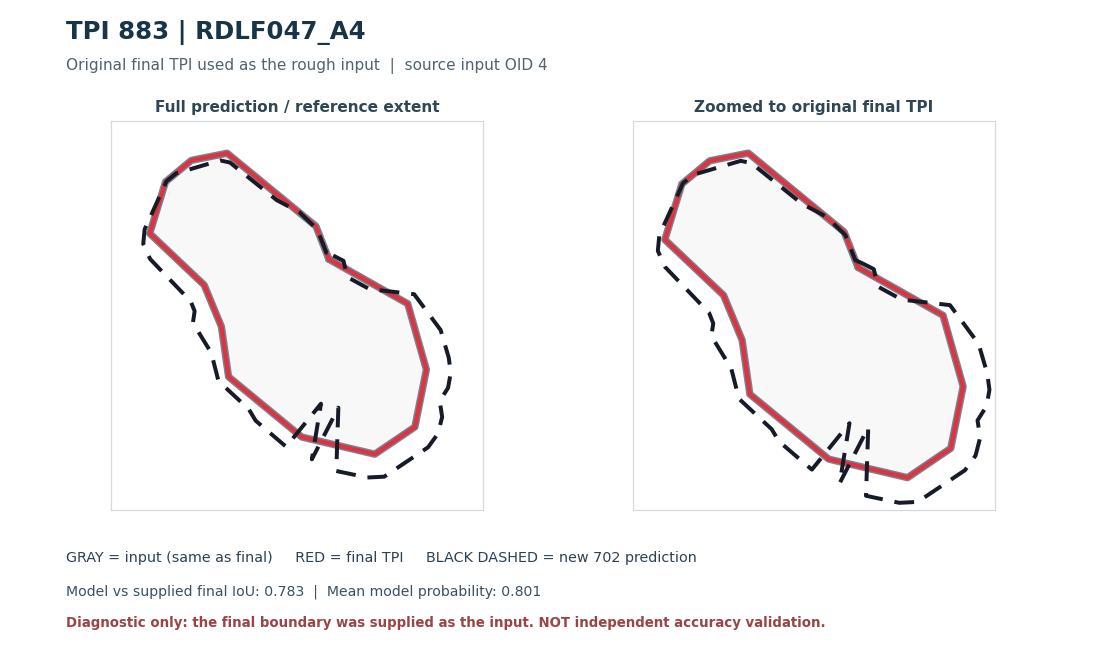 TPI 883 | RDLF047_A4
Original final TPI used as the rough input | source input OID 4
Full prediction / reference extent
Zoomed to original final TPI
GRAY = input (same as final) RED = final TPI BLACK DASHED = new 702 prediction
Model vs supplied final IoU: 0.783 | Mean model probability: 0.801
Diagnostic only: the final boundary was supplied as the input. NOT independent accuracy validation.